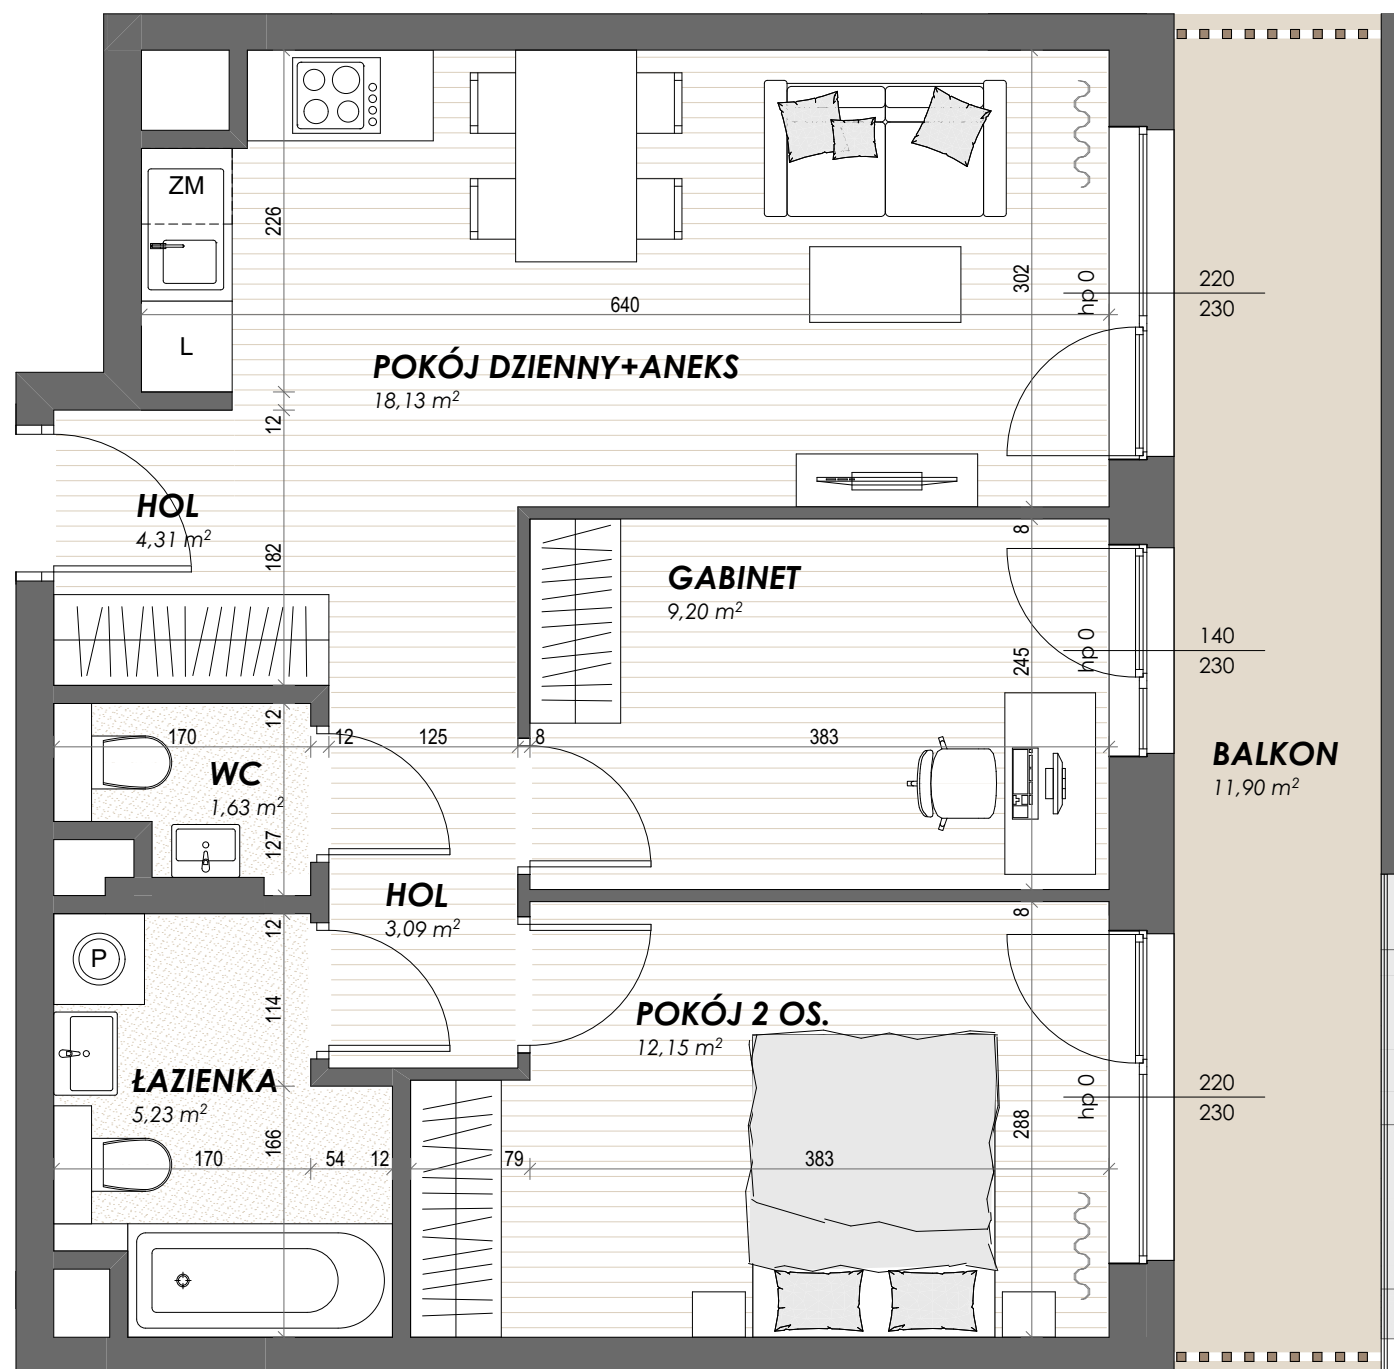 ZM
226
302
hp 0
220
230
640
L
POKÓJ DZIENNY+ANEKS
18,13 m²
12
HOL
4,31 m²
182
8
GABINET
9,20 m²
245
hp 0
140
230
12
170
12
125
8
383
WC
1,63 m²
127
BALKON
11,90 m²
HOL
3,09 m²
12
8
P
114
POKÓJ 2 OS.
12,15 m²
ŁAZIENKA
5,23 m²
hp 0
220
230
288
166
170
54
12
79
383